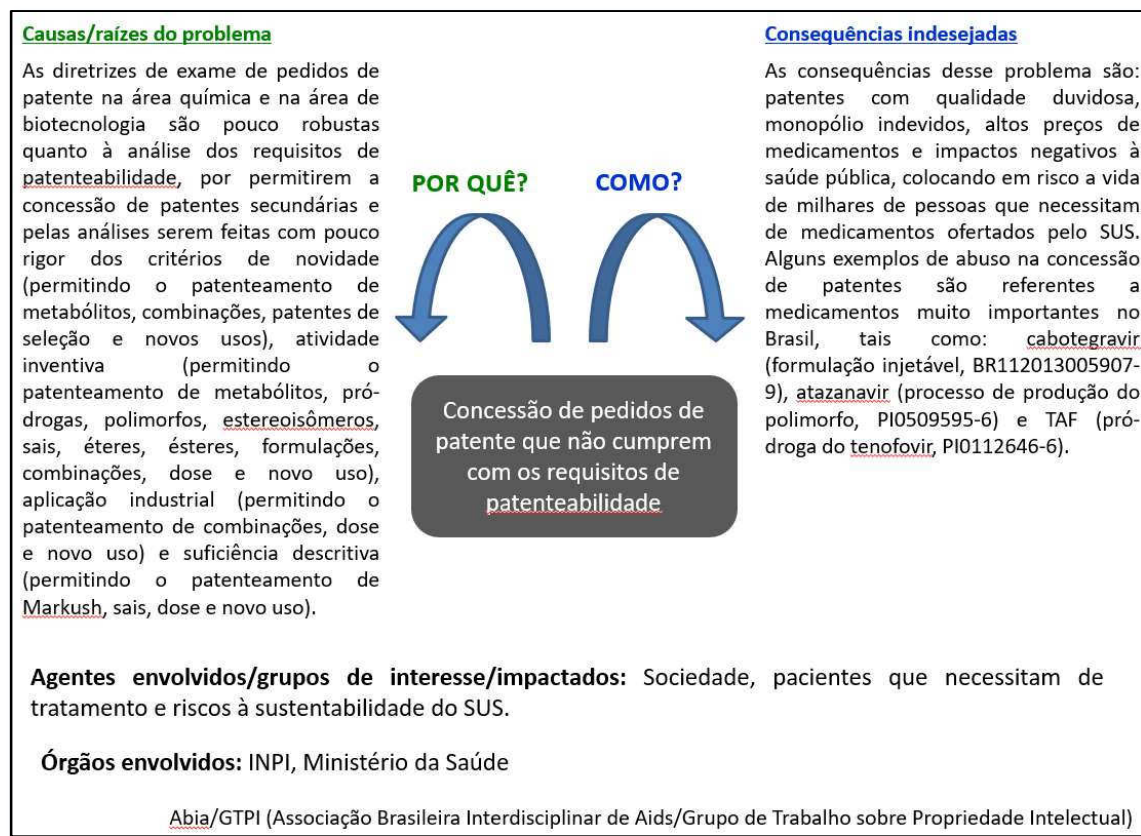 Causas/raízes do problema
As diretrizes de exame de pedidos de
patente na área química e na área de
biotecnologia são pouco robustas
quanto à análise dos requisitos de
patenteabilidade, por permitirem a
concessão de patentes secundárias e
pelas análises serem feitas com pouco
rigor dos critérios de novidade
(permitindo o patenteamento de
metabólitos, combinações, patentes de
seleção e novos usos), atividade
inventiva (permitindo o
patenteamento de metabólitos, pró-
drogas, polimorfos, estereoisômeros,
sais, éteres, ésteres, formulações,
combinações, dose e novo uso),
aplicação industrial (permitindo o
patenteamento de combinações, dose
e novo uso) e suficiência descritiva
(permitindo o patenteamento de
Markush, sais, dose e novo uso).
POR QUÊ?
COMO?
Concessão de pedidos de
patente que não cumprem
com os requisitos de
patenteabilidade
Consequências indesejadas
As consequências desse problema são:
patentes com qualidade duvidosa,
monopólio indevidos, altos preços de
medicamentos e impactos negativos à
saúde pública, colocando em risco a vida
de milhares de pessoas que necessitam
de medicamentos ofertados pelo SUS.
Alguns exemplos de abuso na concessão
de patentes são referentes a
medicamentos muito importantes no
Brasil, tais como: cabotegravir
(formulação injetável, BR112013005907-
9), atazanavir (processo de produção do
polimorfo, PI0509595-6) e TAF (pró-
droga do tenofovir, PI0112646-6).
Agentes envolvidos/grupos de interesse/impactados: Sociedade, pacientes que necessitam de
tratamento e riscos à sustentabilidade do SUS.
Órgãos envolvidos: INPI, Ministério da Saúde
Abia/GTPI (Associação Brasileira Interdisciplinar de Aids/Grupo de Trabalho sobre Propriedade Intelectual)